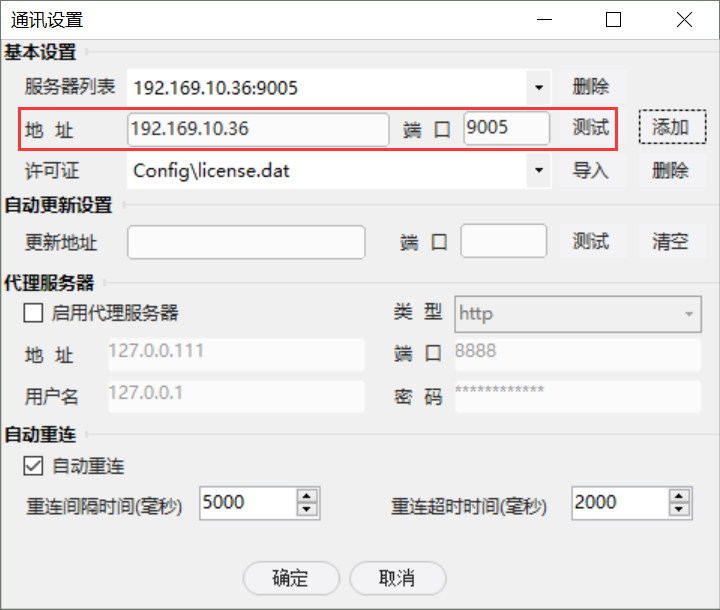 通讯设置
基本设置
服务器列表 192.169.10.36:9005 删除
地 址 192.169.10.36 端 口 9005 测试 添加
许可证 Config\license.dat 导入 删除
自动更新设置
更新地址 端 口 测试 清空
代理服务器
启用代理服务器 类 型 http
地 址 127.0.0.111 端 口 8888
用户名 127.0.0.1 密 码 ************
自动重连
自动重连
重连间隔时间(毫秒) 5000 重连超时时间(毫秒) 2000
确定 取消